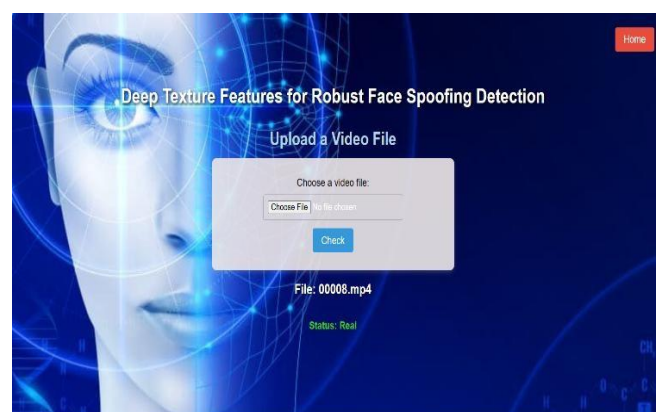 Home
Deep Texture Features for Robust Face Spoofing Detection
Upload a Video File
Choose a video file:
Choose File No file chosen
Check
File: 00008.mp4
Status: Real
CH
H
H
N
C
O
C
C
H
H